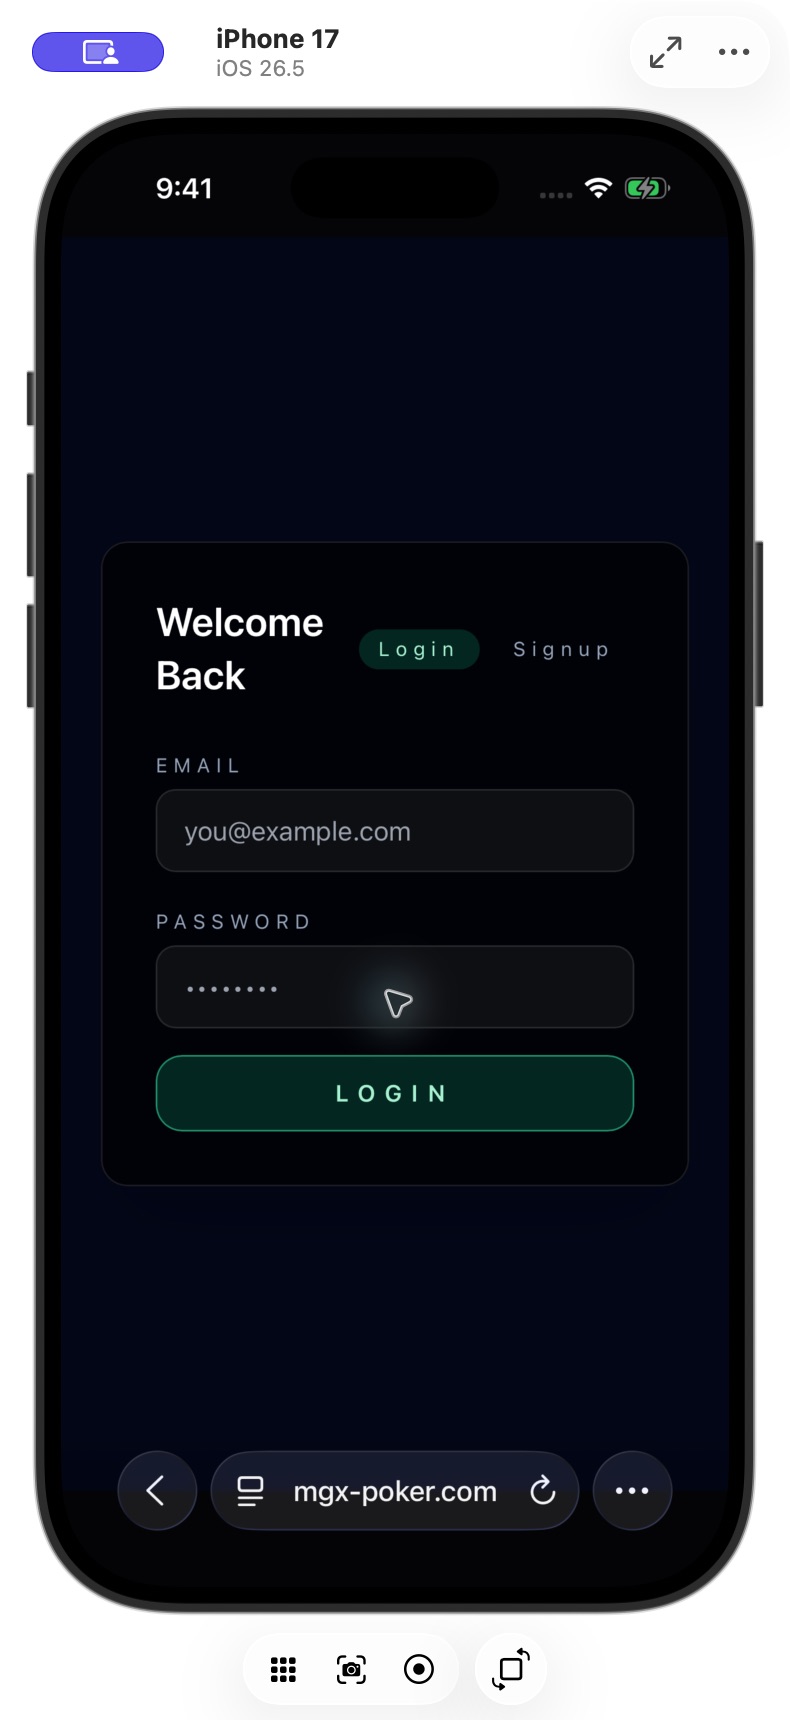 iPhone 17
iOS 26.5
9:41
Welcome
Back
Login
Signup
EMAIL
you@example.com
PASSWORD
••••••••
LOGIN
mgx-poker.com